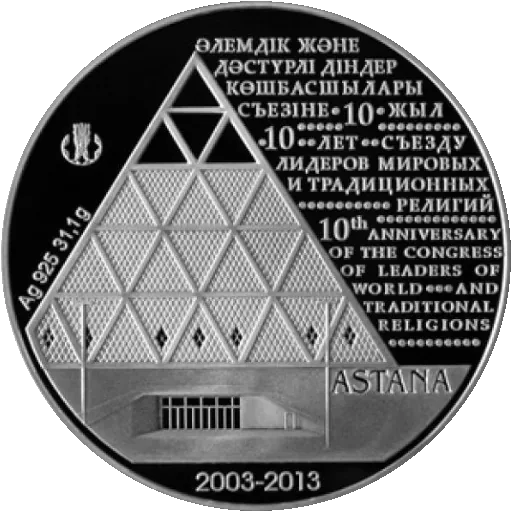 ӘЛЕМДІК ЖӘНЕ
ДӘСТҮРЛІ ДІНДЕР
КӨШБАСШЫЛАРЫ
СЪЕЗІНЕ•10•ЖЫЛ
•10••ЛЕТ••СЪЕЗДУ
ЛИДЕРОВ МИРОВЫХ
И ТРАДИЦИОННЫХ
РЕЛИГИЙ
10th ANNIVERSARY
OF THE CONGRESS
OF LEADERS OF
WORLD •••• AND
TRADITIONAL
RELIGIONS
Ag 925 31,1g
ASTANA
2003-2013